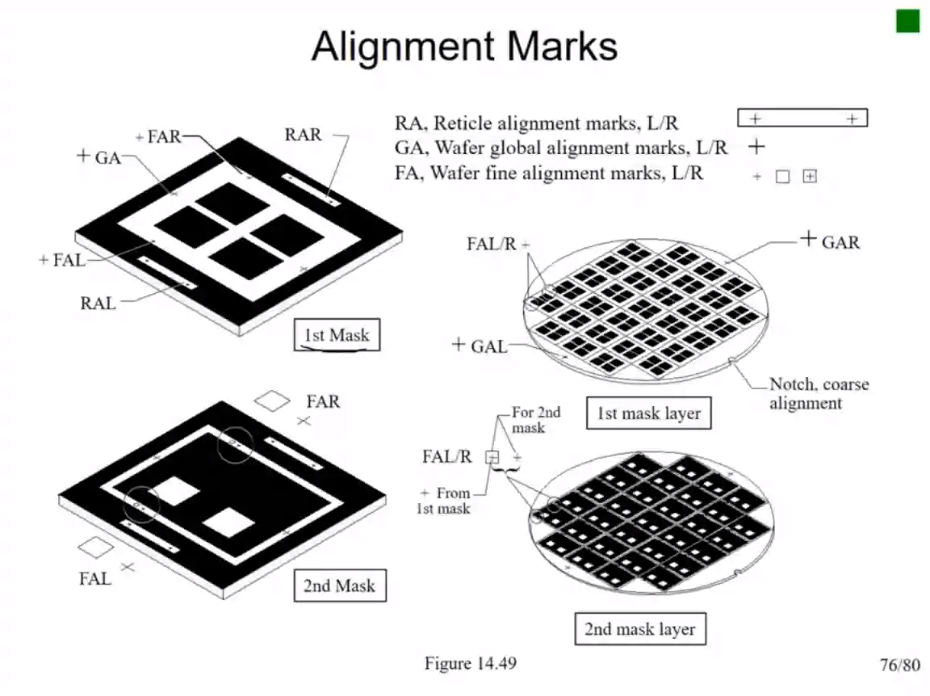 Alignment Marks
RA, Reticle alignment marks, L/R
GA, Wafer global alignment marks, L/R
FA, Wafer fine alignment marks, L/R
+ FAR
RAR
+ GA
+ FAL
RAL
1st Mask
FAL/R +
+ GAR
+ GAL
Notch, coarse
alignment
1st mask layer
FAR
FAL
2nd Mask
For 2nd
mask
FAL/R
+ From
1st mask
2nd mask layer
Figure 14.49
76/80